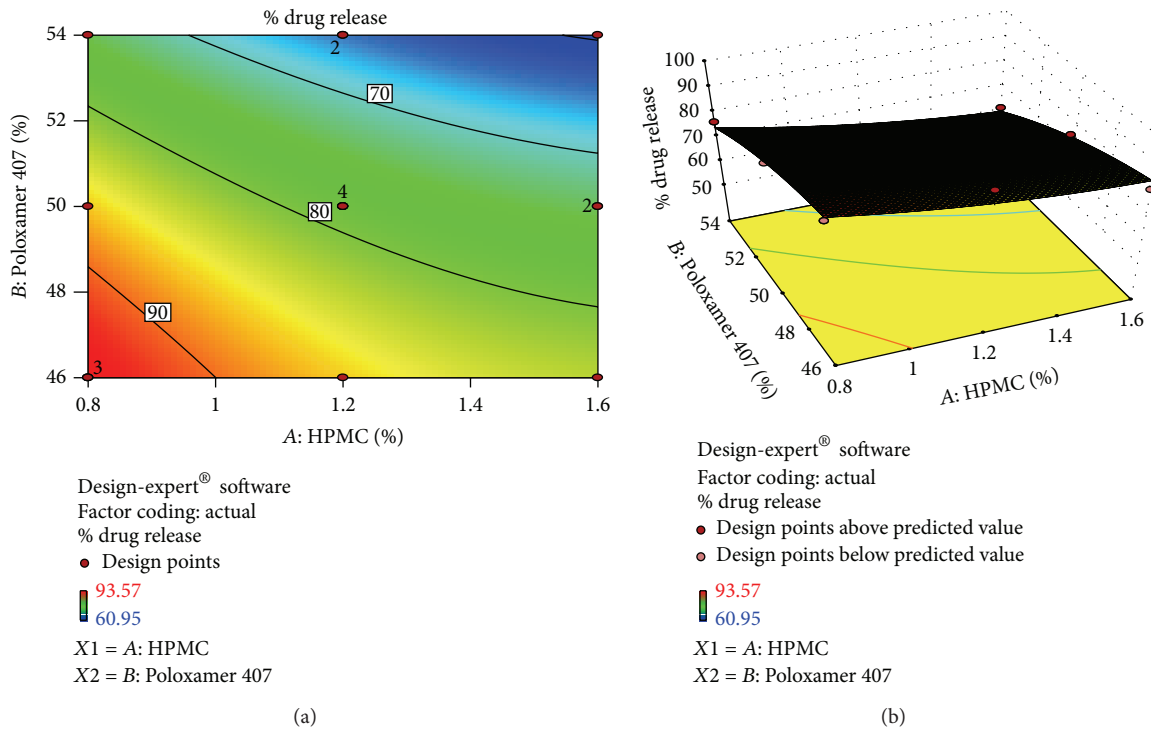 % drug release
54
52
50
48
46
B: Poloxamer 407 (%)
2
70
4
80
2
90
3
0.8
1
1.2
1.4
1.6
A: HPMC (%)
Design-expert® software
Factor coding: actual
% drug release
Design points
93.57
60.95
X1 = A: HPMC
X2 = B: Poloxamer 407
(a)
100
90
80
70
60
50
% drug release
54
52
50
48
46
B: Poloxamer 407 (%)
0.8
1
1.2
1.4
1.6
A: HPMC (%)
Design-expert® software
Factor coding: actual
% drug release
Design points above predicted value
Design points below predicted value
93.57
60.95
X1 = A: HPMC
X2 = B: Poloxamer 407
(b)